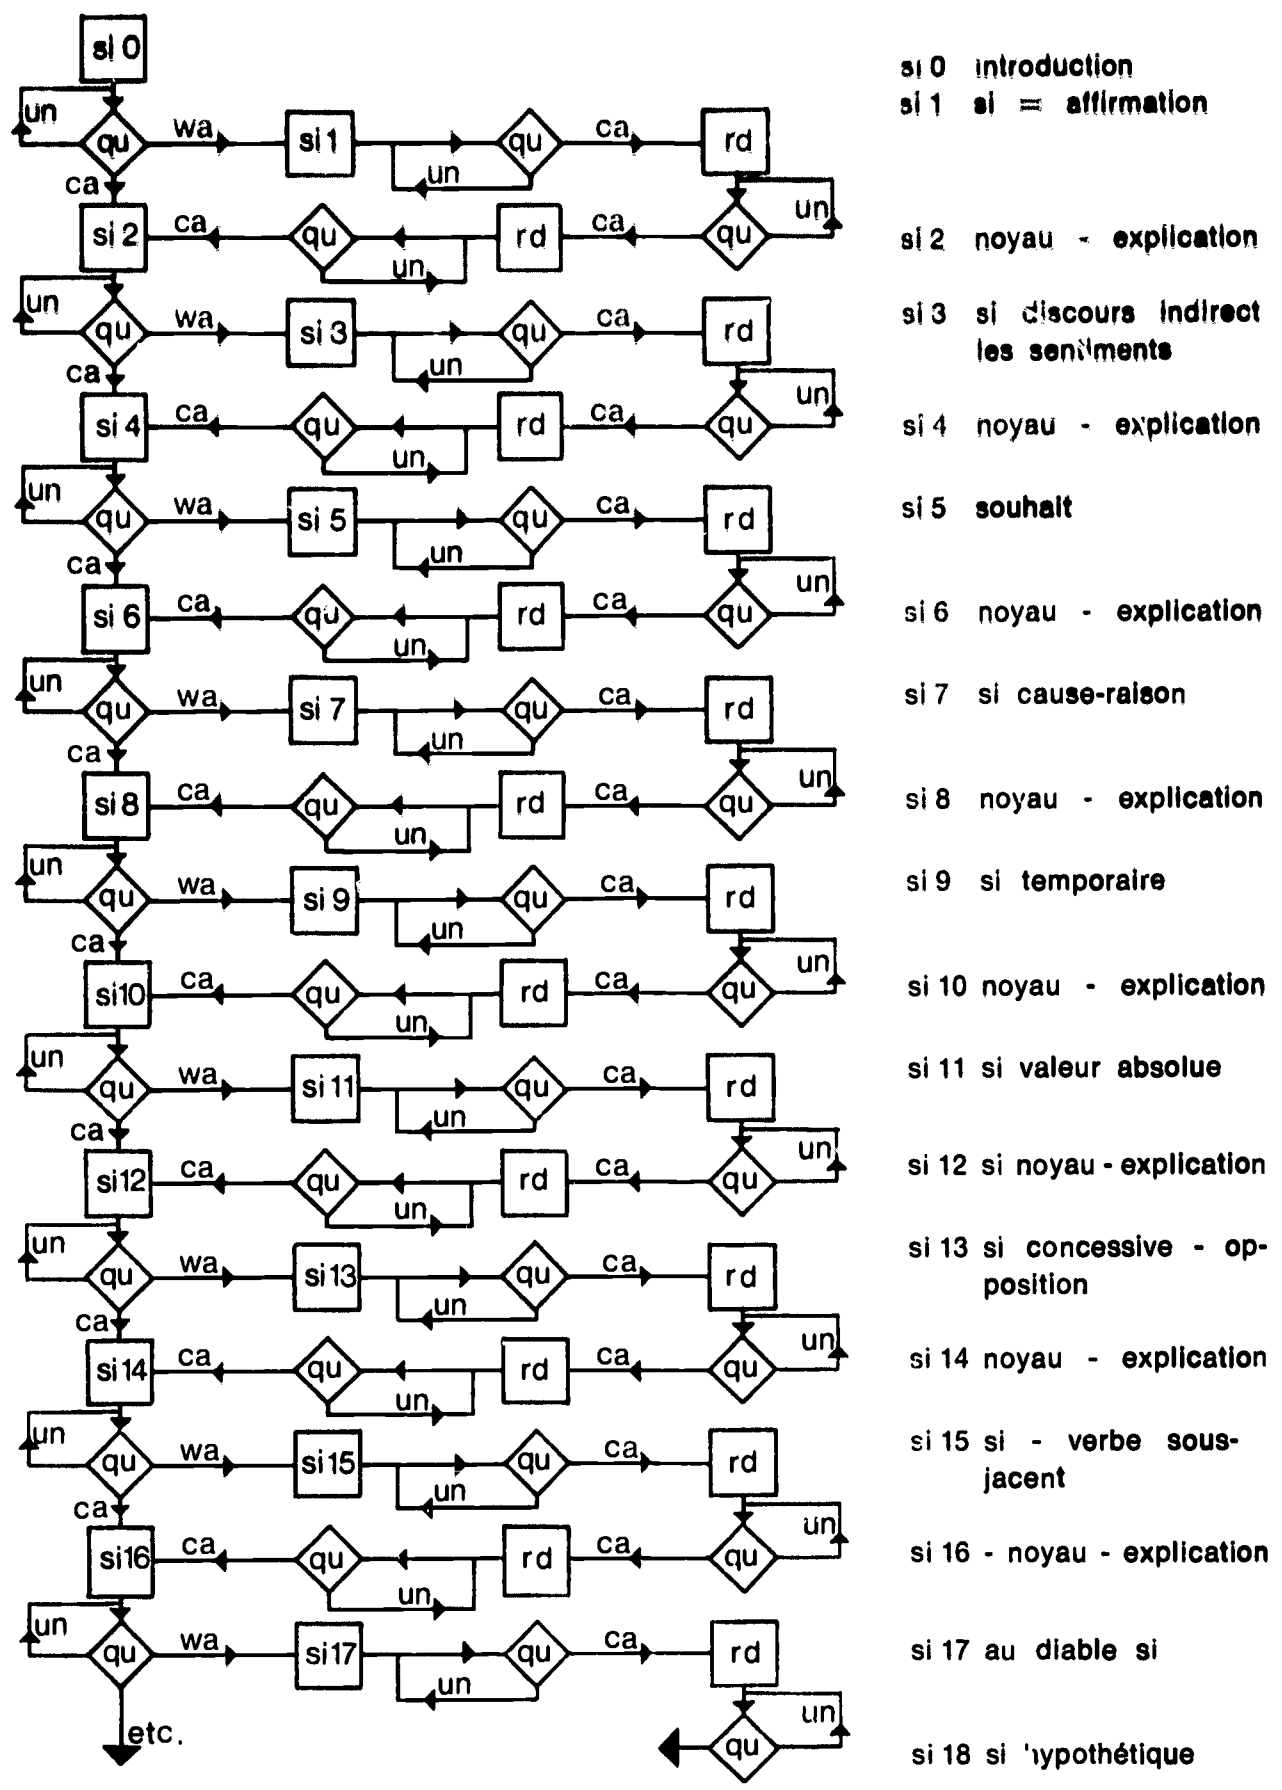 si 0
si 0 introduction
un
qu wa si 1 qu ca rd
si 1 si = affirmation
un
ca
un
si 2 ca qu rd ca qu
si 2 noyau - explication
un
un
qu wa si 3 qu ca rd
si 3 si discours indirect
les sentiments
un
ca
un
si 4 ca qu rd ca qu
si 4 noyau - explication
un
un
qu wa si 5 qu ca rd
si 5 souhait
un
ca
un
si 6 ca qu rd ca qu
si 6 noyau - explication
un
un
qu wa si 7 qu ca rd
si 7 si cause-raison
un
ca
un
si 8 ca qu rd ca qu
si 8 noyau - explication
un
un
qu wa si 9 qu ca rd
si 9 si temporaire
un
ca
un
si 10 ca qu rd ca qu
si 10 noyau - explication
un
un
qu wa si 11 qu ca rd
si 11 si valeur absolue
un
ca
un
si 12 ca qu rd ca qu
si 12 si noyau - explication
un
un
qu wa si 13 qu ca rd
si 13 si concessive - op-
position
un
ca
un
si 14 ca qu rd ca qu
si 14 noyau - explication
un
un
qu wa si 15 qu ca rd
si 15 si - verbe sous-
jacent
un
ca
un
si 16 ca qu rd ca qu
si 16 - noyau - explication
un
un
qu wa si 17 qu ca rd
si 17 au diable si
un
un
etc.
qu
si 18 si hypothétique